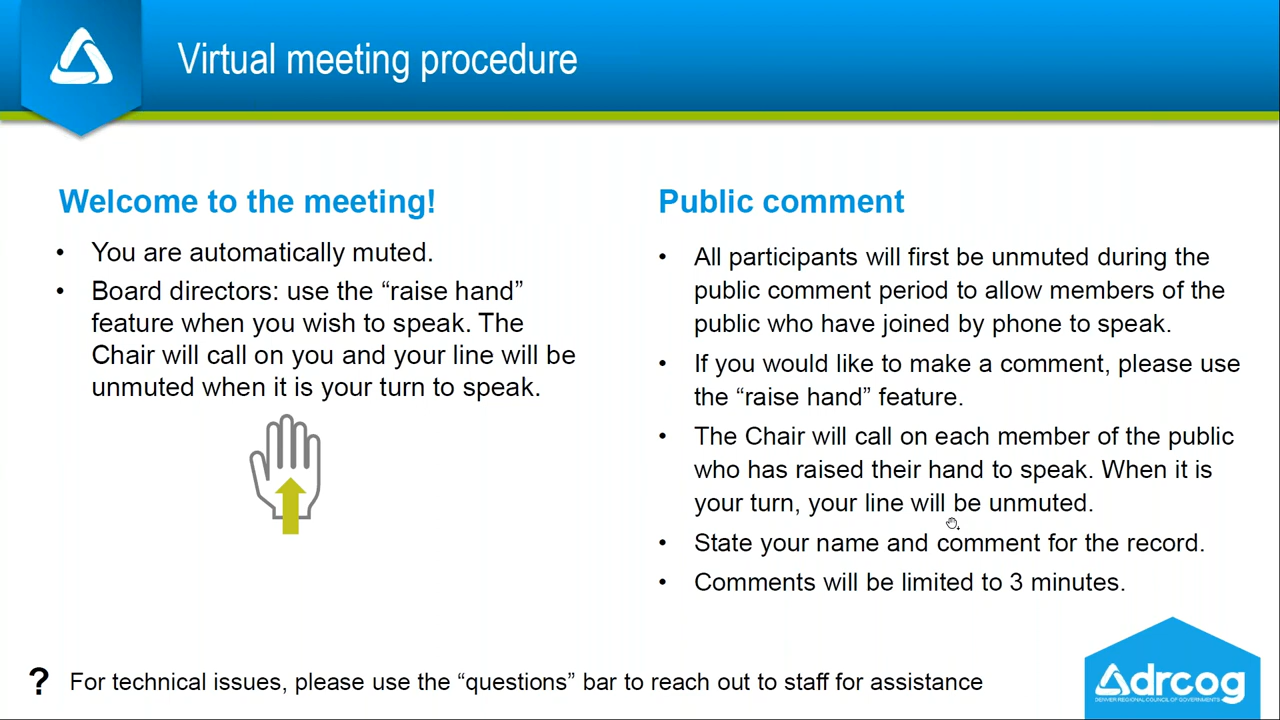 Virtual meeting procedure
Welcome to the meeting!
• You are automatically muted.
• Board directors: use the “raise hand”
feature when you wish to speak. The
Chair will call on you and your line will be
unmuted when it is your turn to speak.
Public comment
• All participants will first be unmuted during the
public comment period to allow members of the
public who have joined by phone to speak.
• If you would like to make a comment, please use
the “raise hand” feature.
• The Chair will call on each member of the public
who has raised their hand to speak. When it is
your turn, your line will be unmuted.
• State your name and comment for the record.
• Comments will be limited to 3 minutes.
? For technical issues, please use the “questions” bar to reach out to staff for assistance
drcog
DENVER REGIONAL COUNCIL OF GOVERNMENTS